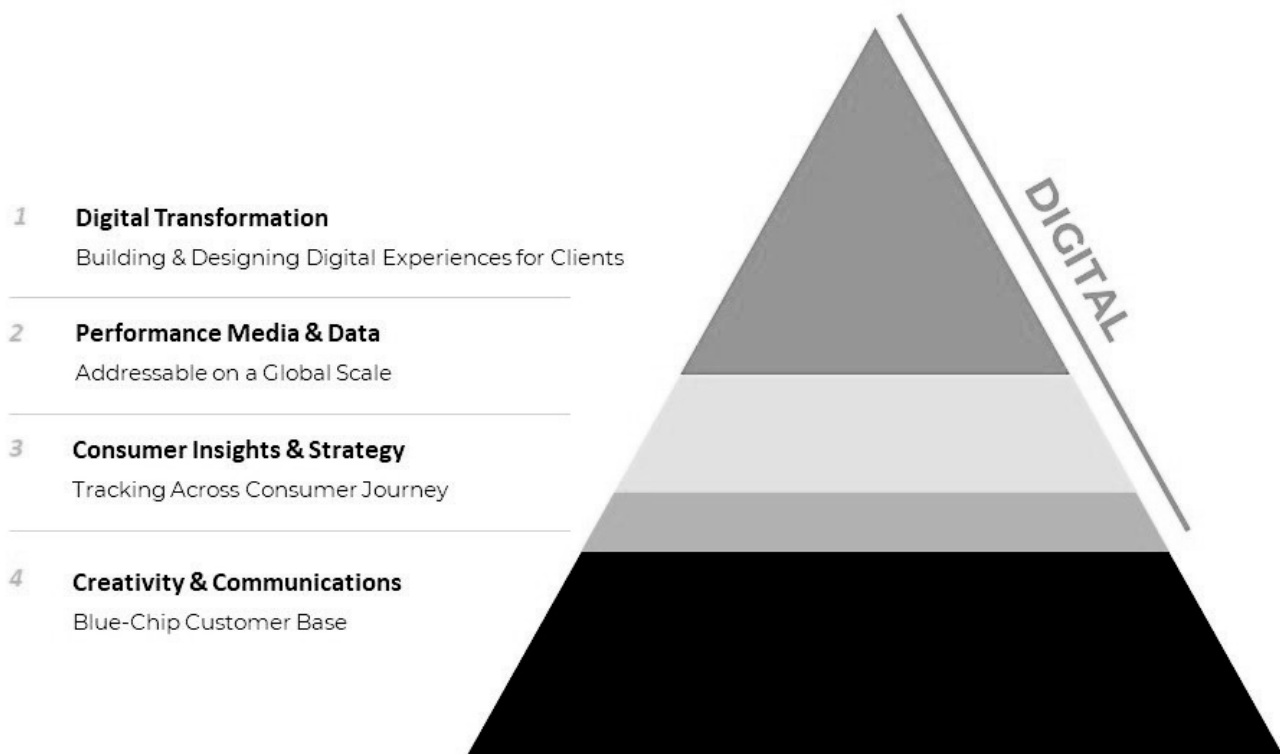 1 Digital Transformation
Building & Designing Digital Experiences for Clients
2 Performance Media & Data
Addressable on a Global Scale
3 Consumer Insights & Strategy
Tracking Across Consumer Journey
4 Creativity & Communications
Blue-Chip Customer Base
DIGITAL